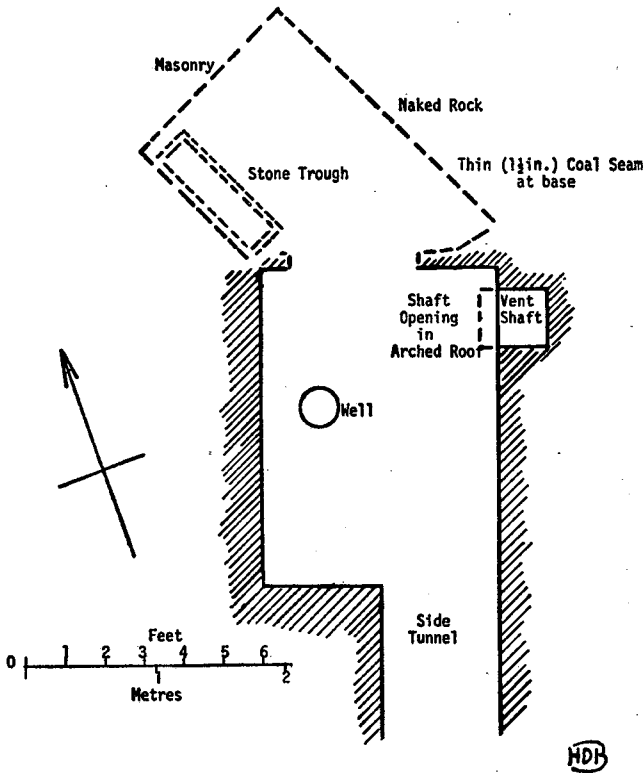 Masonry
Naked Rock
Thin (1½in.) Coal Seam
at base
Stone Trough
Shaft
Opening
in
Arched Roof
Vent
Shaft
Well
Side
Tunnel
Feet
0 1 2 3 4 5 6
1 2
Metres
HDB